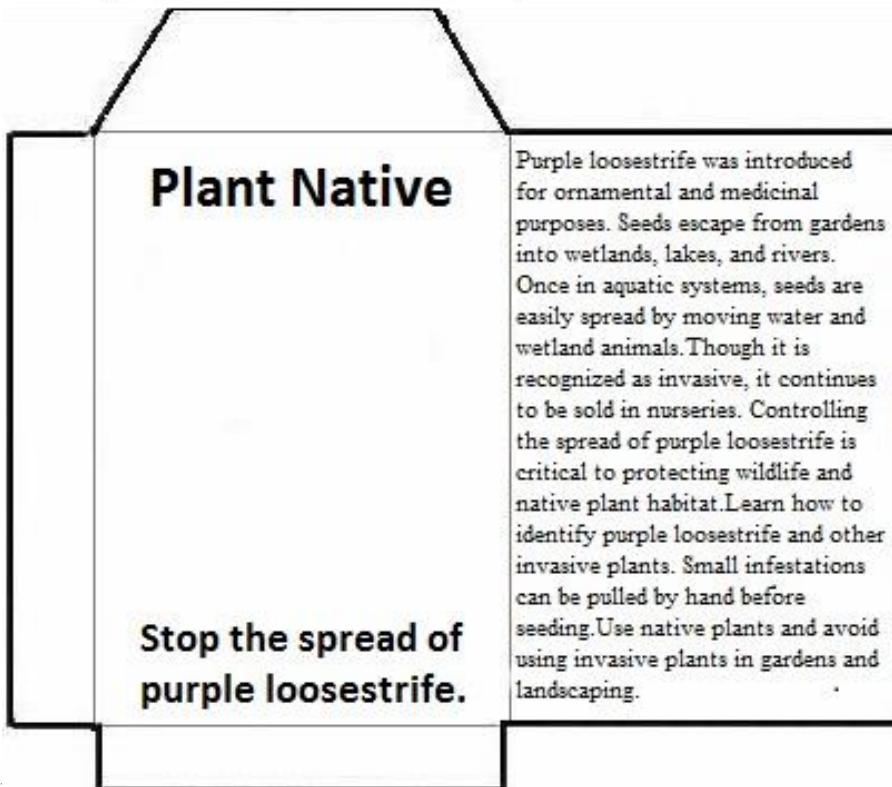 Plant Native
Stop the spread of
purple loosestrife.
Purple loosestrife was introduced
for ornamental and medicinal
purposes. Seeds escape from gardens
into wetlands, lakes, and rivers.
Once in aquatic systems, seeds are
easily spread by moving water and
wetland animals.Though it is
recognized as invasive, it continues
to be sold in nurseries. Controlling
the spread of purple loosestrife is
critical to protecting wildlife and
native plant habitat.Learn how to
identify purple loosestrife and other
invasive plants. Small infestations
can be pulled by hand before
seeding.Use native plants and avoid
using invasive plants in gardens and
landscaping.